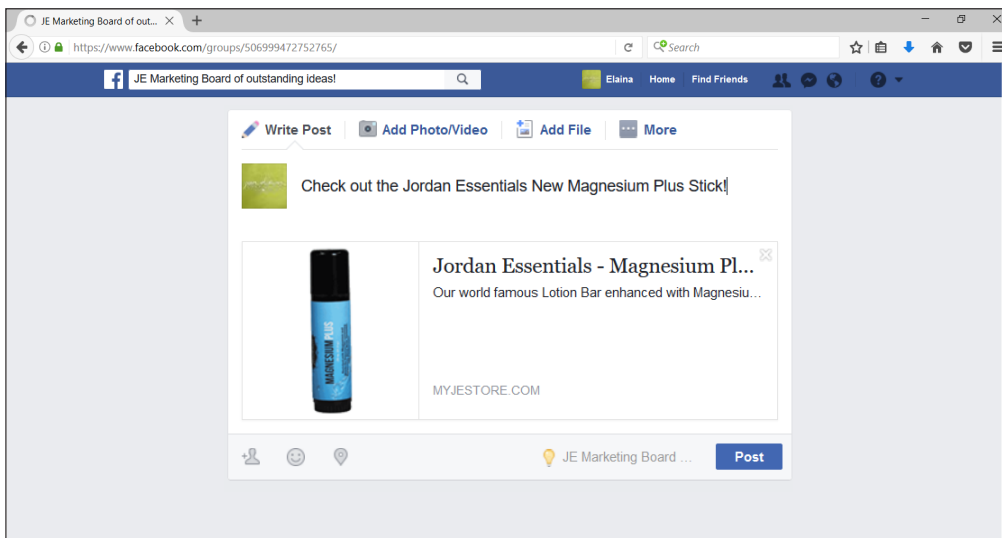 JE Marketing Board of out...
https://www.facebook.com/groups/506999472752765/
Search
f JE Marketing Board of outstanding ideas!
Elaina Home Find Friends
Write Post Add Photo/Video Add File More
Check out the Jordan Essentials New Magnesium Plus Stick!
Jordan Essentials - Magnesium Pl...
Our world famous Lotion Bar enhanced with Magnesiu...
MAGNESIUM PLUS
MYJESTORE.COM
JE Marketing Board ...
Post